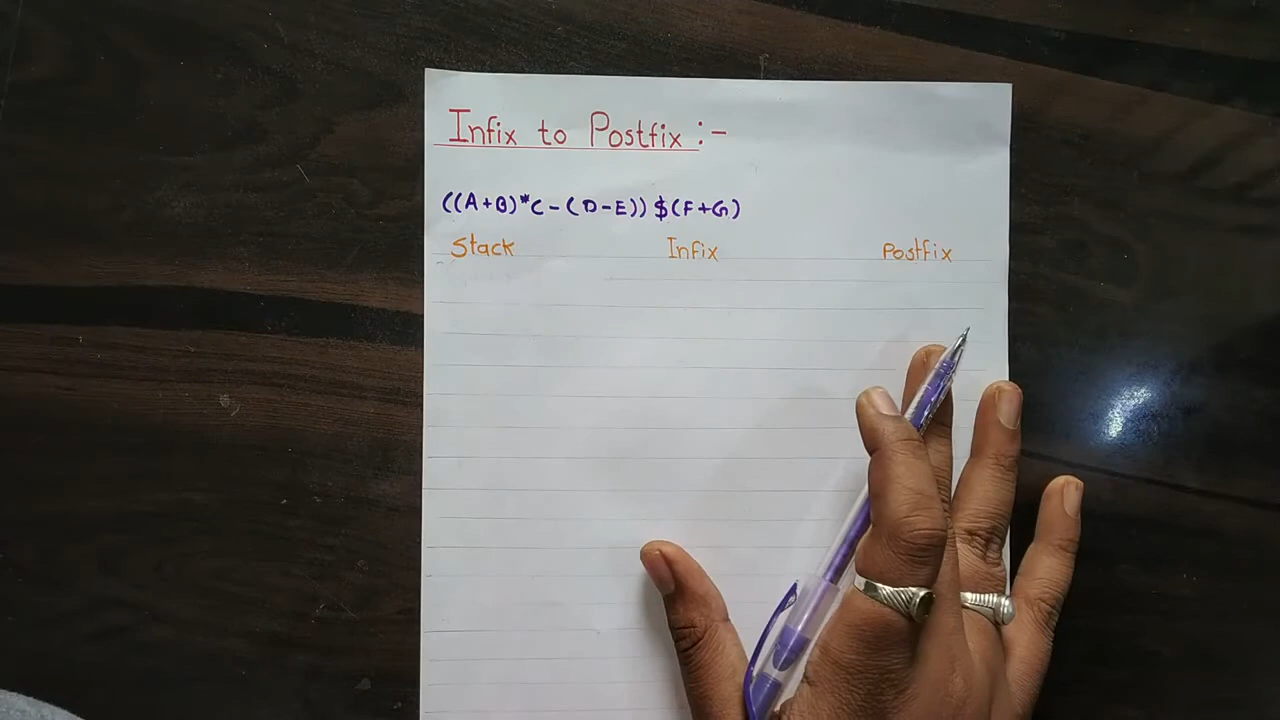 Infix to Postfix :-
((A+B)*C-(D-E))$(F+G)
Stack Infix Postfix